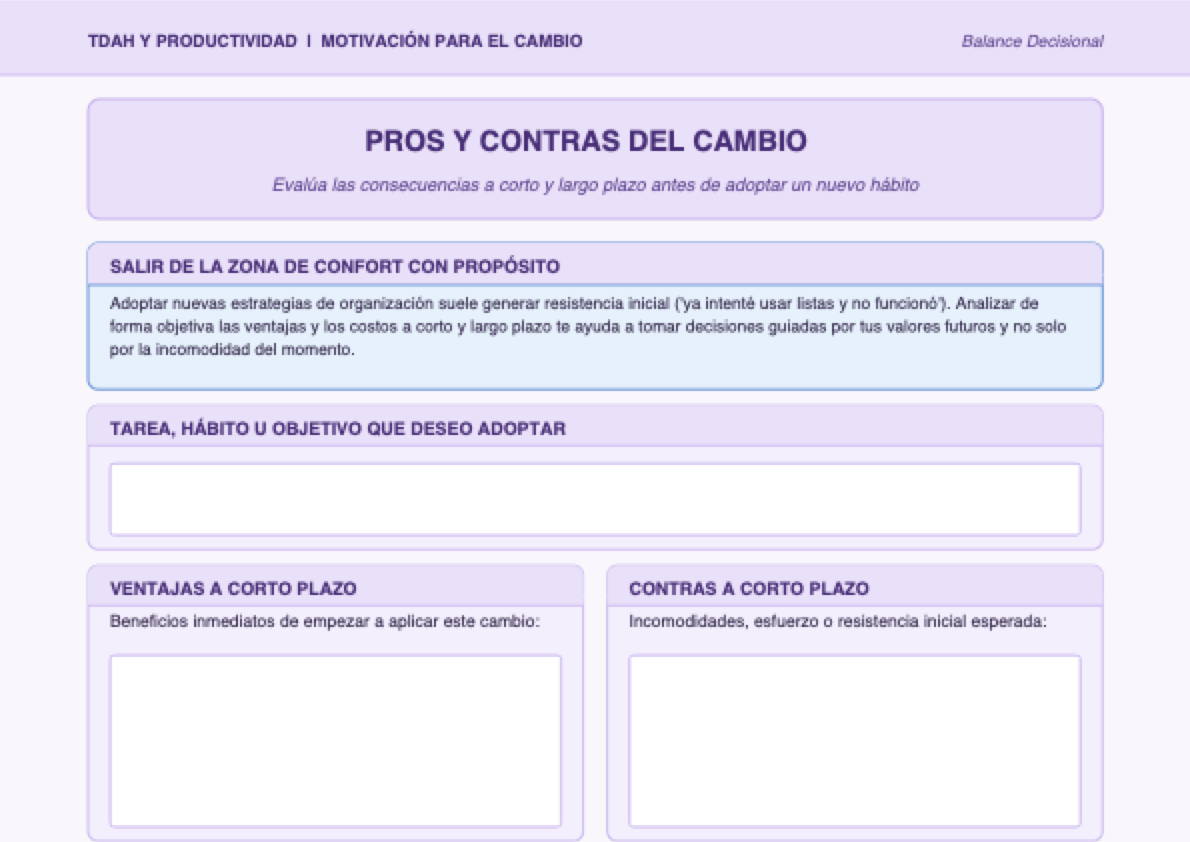 TDAH Y PRODUCTIVIDAD | MOTIVACIÓN PARA EL CAMBIO
Balance Decisional
PROS Y CONTRAS DEL CAMBIO
Evalúa las consecuencias a corto y largo plazo antes de adoptar un nuevo hábito
SALIR DE LA ZONA DE CONFORT CON PROPÓSITO
Adoptar nuevas estrategias de organización suele generar resistencia inicial ('ya intenté usar listas y no funcionó'). Analizar de
forma objetiva las ventajas y los costos a corto y largo plazo te ayuda a tomar decisiones guiadas por tus valores futuros y no solo
por la incomodidad del momento.
TAREA, HÁBITO U OBJETIVO QUE DESEO ADOPTAR
VENTAJAS A CORTO PLAZO
Beneficios inmediatos de empezar a aplicar este cambio:
CONTRAS A CORTO PLAZO
Incomodidades, esfuerzo o resistencia inicial esperada: